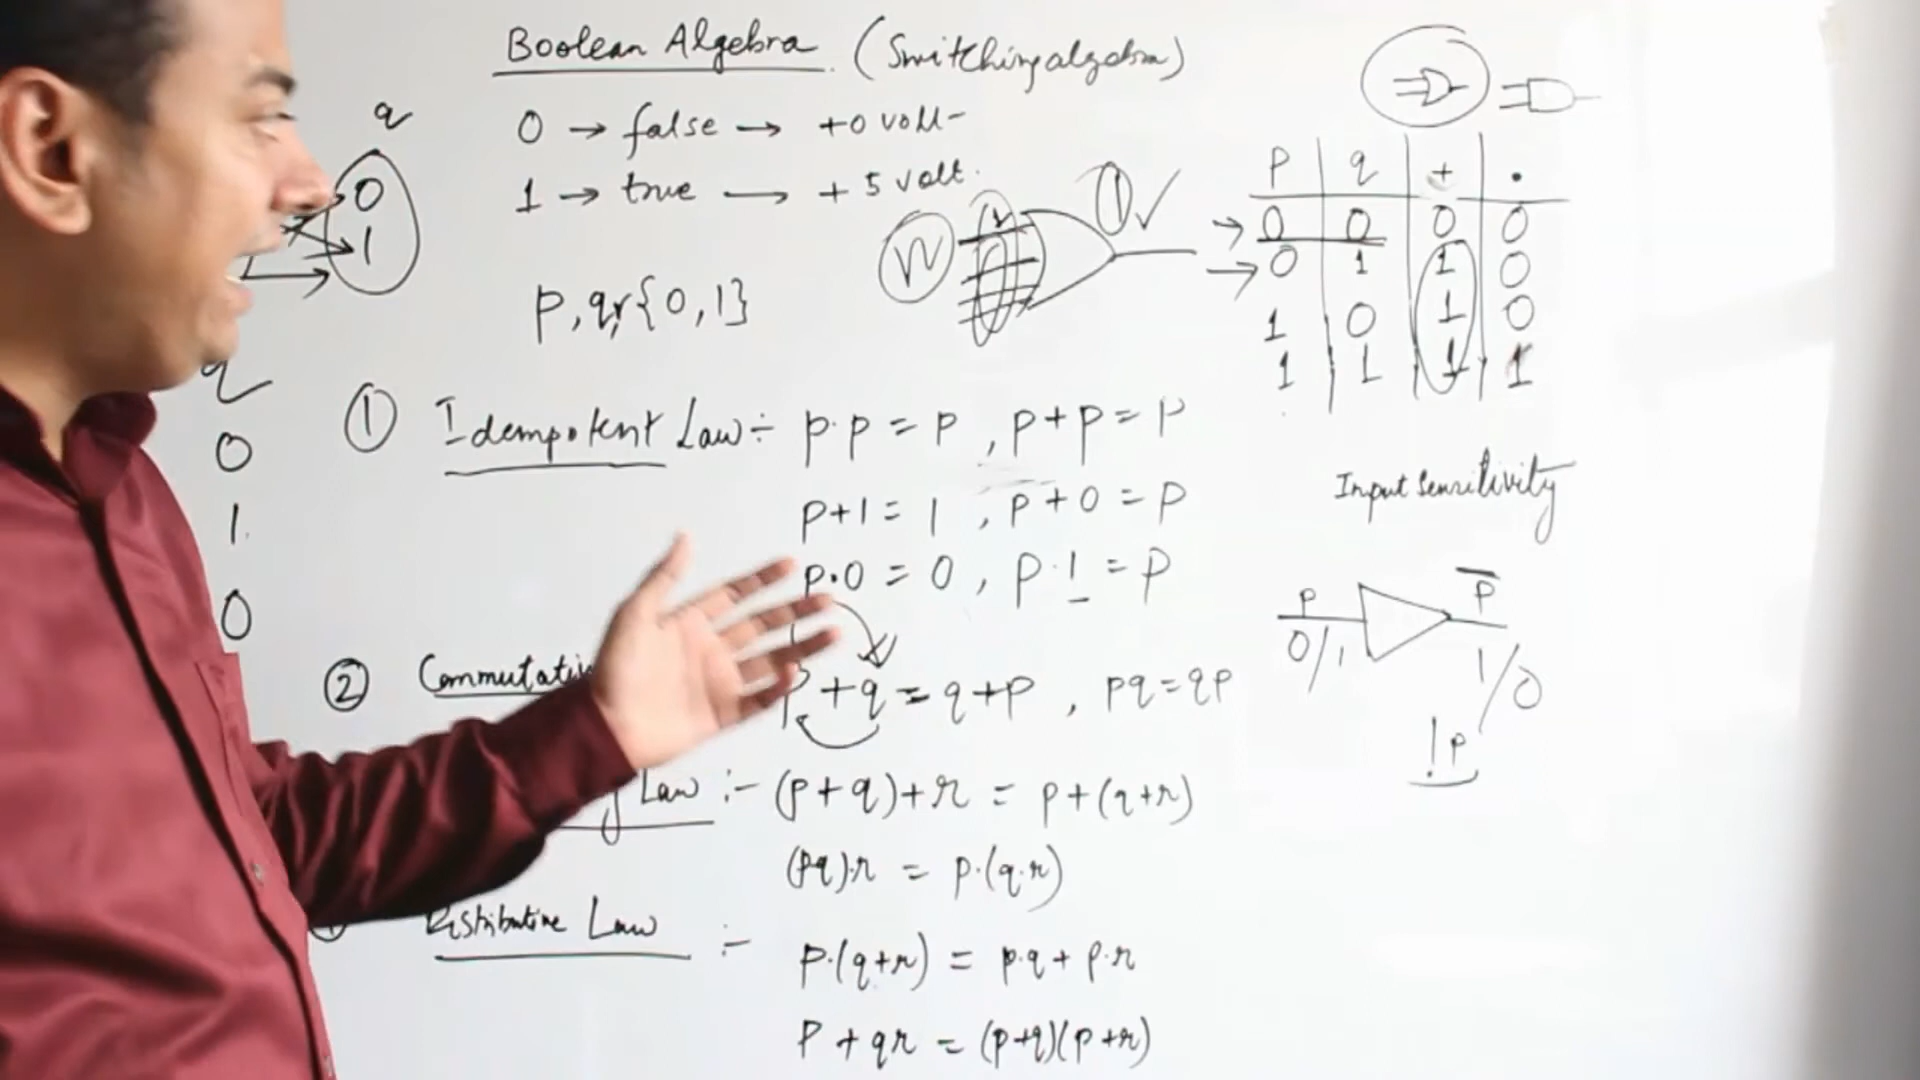 Boolean Algebra (Switching algebra)
0 → false → +0 volt
1 → true → +5 volt.
q
0
1
p, q, r {0, 1}
N
1 ✓
p | q | + | .
0 0 0 0
0 1 1 0
1 0 1 0
1 1 1 1
q
0
1
0
① Idempotent Law ÷ p·p = p , p+p = p
p+1 = 1 , p+0 = p
p·0 = 0 , p·1 = p
② Commutati
p+q = q+p , pq = qp
Law :- (p+q)+r = p+(q+r)
(pq)·r = p·(q·r)
Distributive Law :- p·(q+r) = p·q + p·r
p + qr = (p+q)(p+r)
Input Sensitivity
p
0/1
p̅
1/0
!p